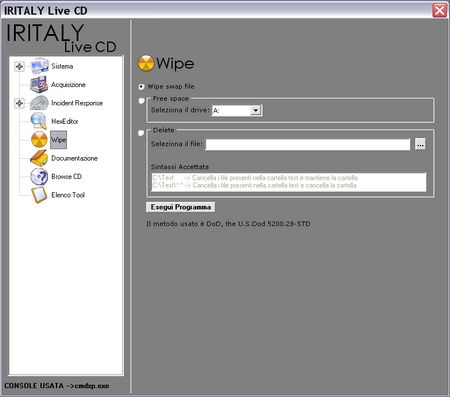 IRITALY Live CD
IRITALY
Live CD
Sistema
Acquisizione
Incident Response
HexEditor
Wipe
Documentazione
Browse CD
Elenco Tool
Wipe
Wipe swap file
Free space
Seleziona il drive: A:
Delete
Seleziona il file: ...
Sintassi Accettata
C:\Test --> Cancella i file presenti nella cartella test e mantiene la cartella
C:\Test\*.* -> Cancella i file presenti nella cartella test e cancella la cartella
Esegui Programma
Il metodo usato è DoD, the U.S.Dod 5200.28-STD
CONSOLE USATA -->cmdxp.exe